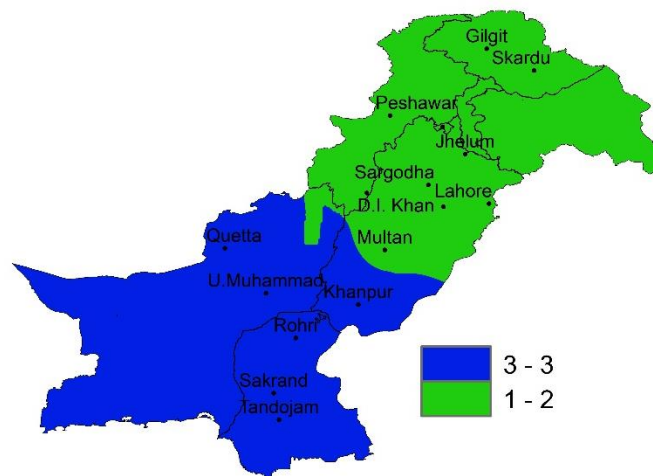 Gilgit
Skardu
Peshawar
Jhelum
Sargodha
Lahore
D.I. Khan
Multan
Quetta
U.Muhammad
Khanpur
Rohri
Sakrand
Tandojam
3 - 3
1 - 2